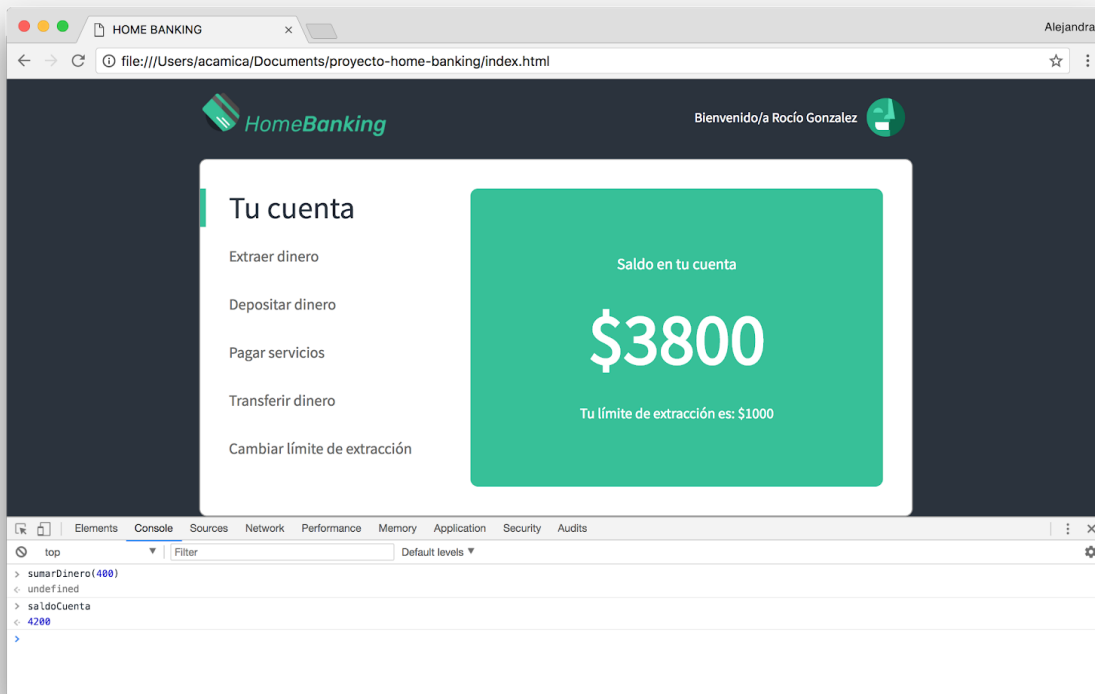 HOME BANKING
Alejandra
file:///Users/acamica/Documents/proyecto-home-banking/index.html
HomeBanking
Bienvenido/a Rocío Gonzalez
Tu cuenta
Extraer dinero
Depositar dinero
Pagar servicios
Transferir dinero
Cambiar límite de extracción
Saldo en tu cuenta
$3800
Tu límite de extracción es: $1000
Elements Console Sources Network Performance Memory Application Security Audits
top Filter Default levels
sumarDinero(400)
undefined
saldoCuenta
4200